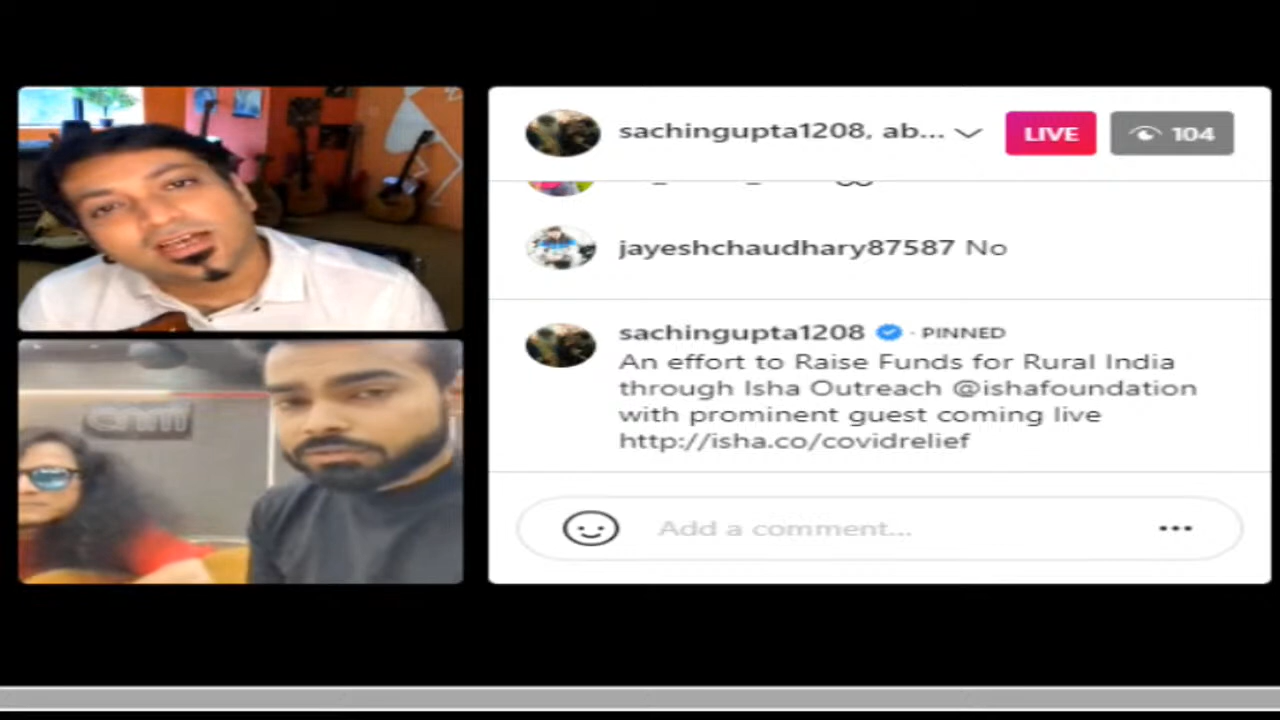 sachingupta1208, ab...
LIVE
104
jayeshchaudhary87587 No
sachingupta1208 · PINNED
An effort to Raise Funds for Rural India
through Isha Outreach @ishafoundation
with prominent guest coming live
http://isha.co/covidrelief
Add a comment...